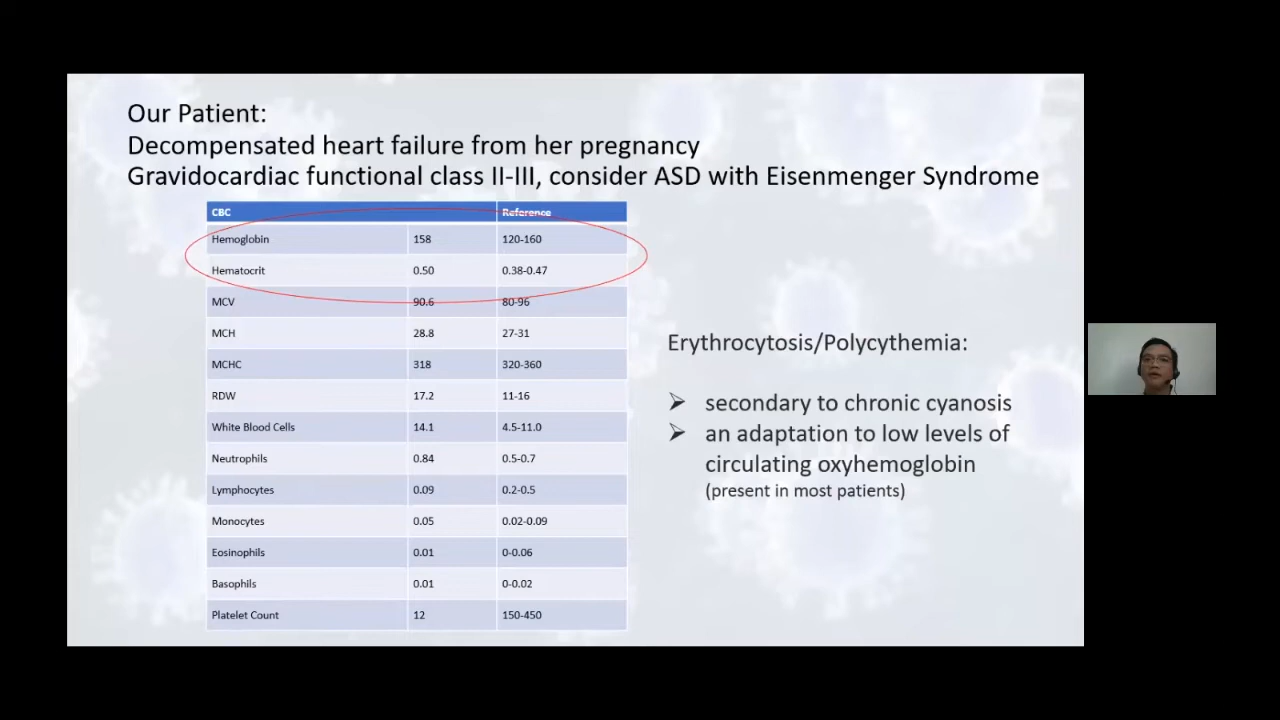 Our Patient:
Decompensated heart failure from her pregnancy
Gravidocardiac functional class II-III, consider ASD with Eisenmenger Syndrome
CBC Reference
Hemoglobin 158 120-160
Hematocrit 0.50 0.38-0.47
MCV 90.6 80-96
MCH 28.8 27-31
MCHC 318 320-360
RDW 17.2 11-16
White Blood Cells 14.1 4.5-11.0
Neutrophils 0.84 0.5-0.7
Lymphocytes 0.09 0.2-0.5
Monocytes 0.05 0.02-0.09
Eosinophils 0.01 0-0.06
Basophils 0.01 0-0.02
Platelet Count 12 150-450
Erythrocytosis/Polycythemia:
➢ secondary to chronic cyanosis
➢ an adaptation to low levels of
circulating oxyhemoglobin
(present in most patients)